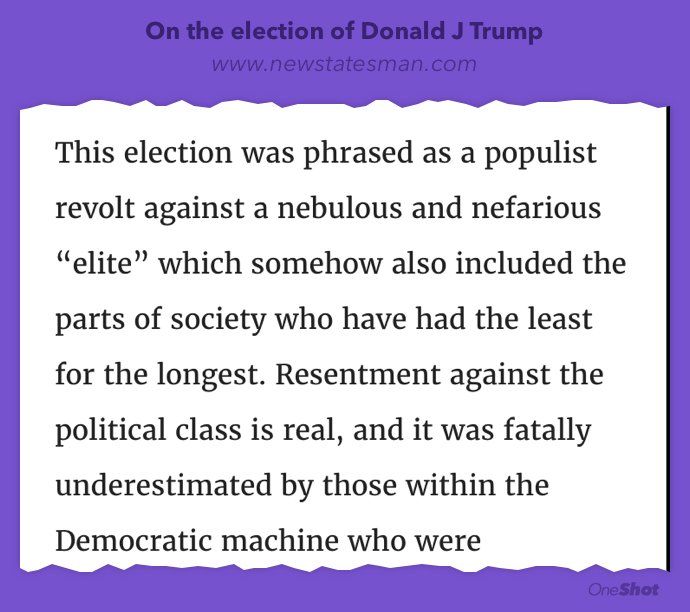 On the election of Donald J Trump
www.newstatesman.com
This election was phrased as a populist
revolt against a nebulous and nefarious
“elite” which somehow also included the
parts of society who have had the least
for the longest. Resentment against the
political class is real, and it was fatally
underestimated by those within the
Democratic machine who were
OneShot